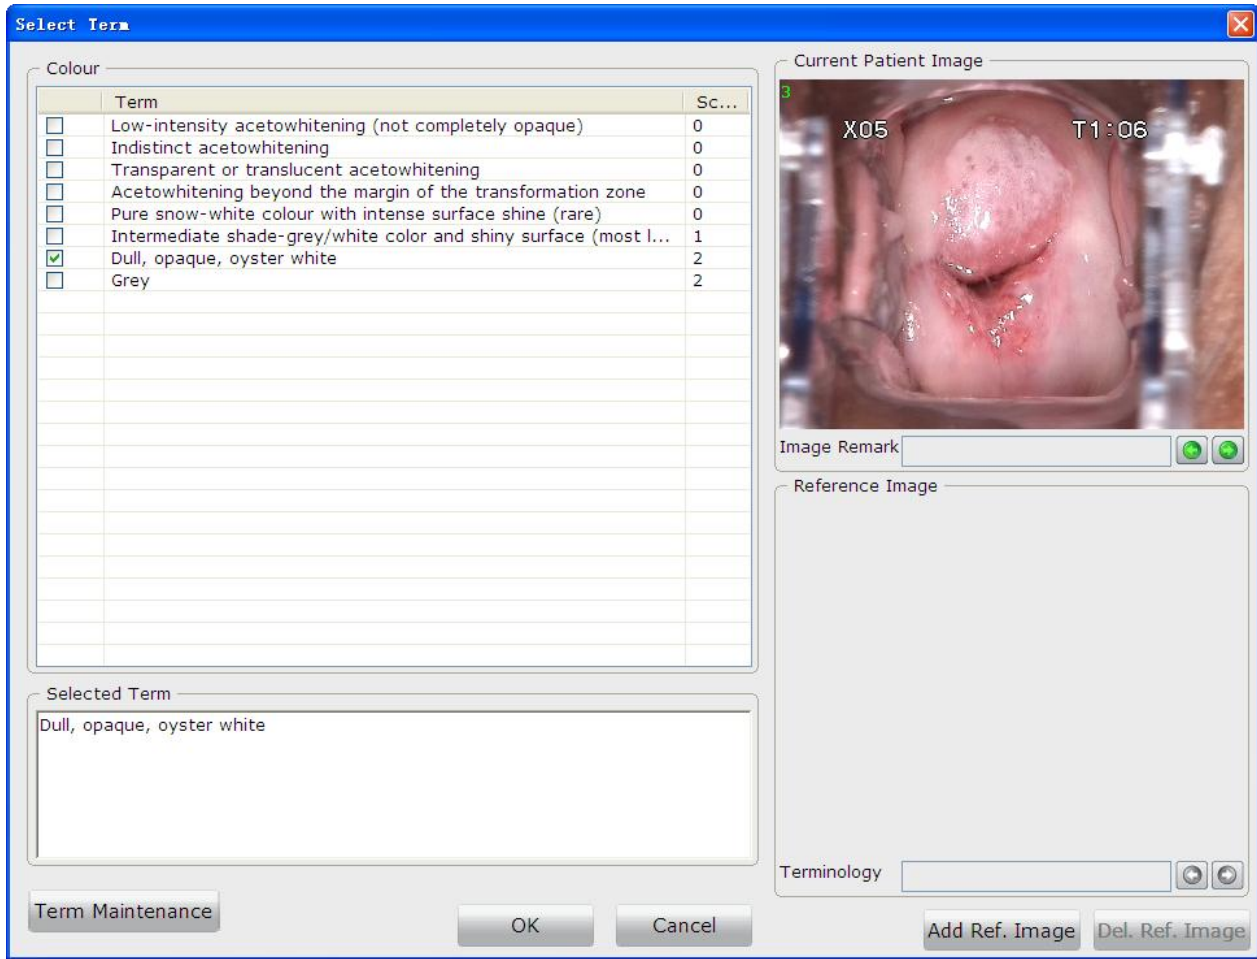 Select Term
Colour
Term Sc...
Low-intensity acetowhitening (not completely opaque) 0
Indistinct acetowhitening 0
Transparent or translucent acetowhitening 0
Acetowhitening beyond the margin of the transformation zone 0
Pure snow-white colour with intense surface shine (rare) 0
Intermediate shade-grey/white color and shiny surface (most l... 1
Dull, opaque, oyster white 2
Grey 2
Selected Term
Dull, opaque, oyster white
Term Maintenance
OK
Cancel
Current Patient Image
3
X05 T1:06
Image Remark
Reference Image
Terminology
Add Ref. Image
Del. Ref. Image